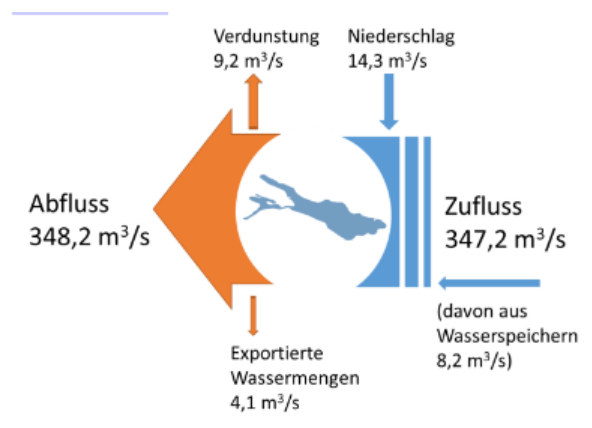 Verdunstung
9,2 m³/s
Niederschlag
14,3 m³/s
Abfluss
348,2 m³/s
Zufluss
347,2 m³/s
(davon aus
Wasserspeichern
8,2 m³/s)
Exportierte
Wassermengen
4,1 m³/s